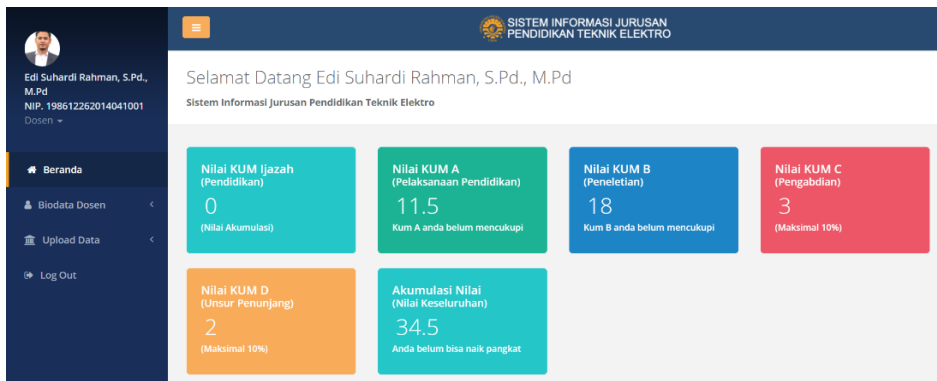 SISTEM INFORMASI JURUSAN
PENDIDIKAN TEKNIK ELEKTRO
Edi Suhardi Rahman, S.Pd.,
M.Pd
NIP. 198612262014041001
Dosen
Beranda
Biodata Dosen
Upload Data
Log Out
Selamat Datang Edi Suhardi Rahman, S.Pd., M.Pd
Sistem Informasi Jurusan Pendidikan Teknik Elektro
Nilai KUM Ijazah
(Pendidikan)
0
(Nilai Akumulasi)
Nilai KUM A
(Pelaksanaan Pendidikan)
11.5
Kum A anda belum mencukupi
Nilai KUM B
(Peneletian)
18
Kum B anda belum mencukupi
Nilai KUM C
(Pengabdian)
3
(Maksimal 10%)
Nilai KUM D
(Unsur Penunjang)
2
(Maksimal 10%)
Akumulasi Nilai
(Nilai Keseluruhan)
34.5
Anda belum bisa naik pangkat